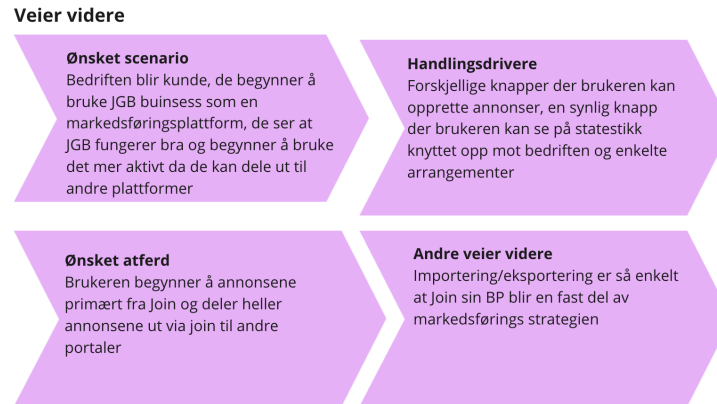 Veier videre
Ønsket scenario
Bedriften blir kunde, de begynner å
bruke JGB buinsess som en
markedsføringsplattform, de ser at
JGB fungerer bra og begynner å bruke
det mer aktivt da de kan dele ut til
andre plattformer
Handlingsdrivere
Forskjellige knapper der brukeren kan
opprette annonser, en synlig knapp
der brukeren kan se på statestikk
knyttet opp mot bedriften og enkelte
arrangementer
Ønsket atferd
Brukeren begynner å annonsene
primært fra Join og deler heller
annonsene ut via join til andre
portaler
Andre veier videre
Importering/eksportering er så enkelt
at Join sin BP blir en fast del av
markedsførings strategien